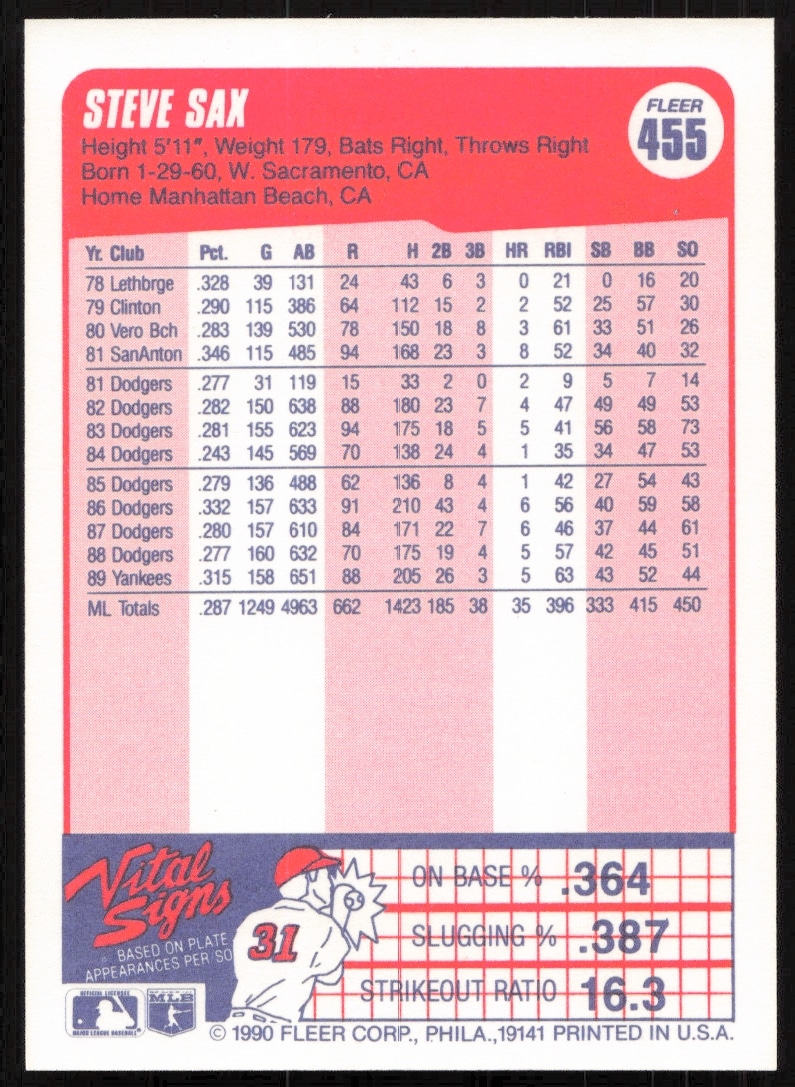 STEVE SAX
FLEER
455
Height 5'11", Weight 179, Bats Right, Throws Right
Born 1-29-60, W. Sacramento, CA
Home Manhattan Beach, CA
Yr. Club Pct. G AB R H 2B 3B HR RBI SB BB SO
78 Lethbrge .328 39 131 24 43 6 3 0 21 0 16 20
79 Clinton .290 115 386 64 112 15 2 2 52 25 57 30
80 Vero Bch .283 139 530 78 150 18 8 3 61 33 51 26
81 SanAnton .346 115 485 94 168 23 3 8 52 34 40 32
81 Dodgers .277 31 119 15 33 2 0 2 9 5 7 14
82 Dodgers .282 150 638 88 180 23 7 4 47 49 49 53
83 Dodgers .281 155 623 94 175 18 5 5 41 56 58 73
84 Dodgers .243 145 569 70 138 24 4 1 35 34 47 53
85 Dodgers .279 136 488 62 136 8 4 1 42 27 54 43
86 Dodgers .332 157 633 91 210 43 4 6 56 40 59 58
87 Dodgers .280 157 610 84 171 22 7 6 46 37 44 61
88 Dodgers .277 160 632 70 175 19 4 5 57 42 45 51
89 Yankees .315 158 651 88 205 26 3 5 63 43 52 44
ML Totals .287 1249 4963 662 1423 185 38 35 396 333 415 450
Vital
Signs
BASED ON PLATE
APPEARANCES PER/SO
31
ON BASE % .364
SLUGGING % .387
STRIKEOUT RATIO 16.3
OFFICIAL LICENSEE
MAJOR LEAGUE BASEBALL
MLB
© 1990 FLEER CORP., PHILA.,19141 PRINTED IN U.S.A.